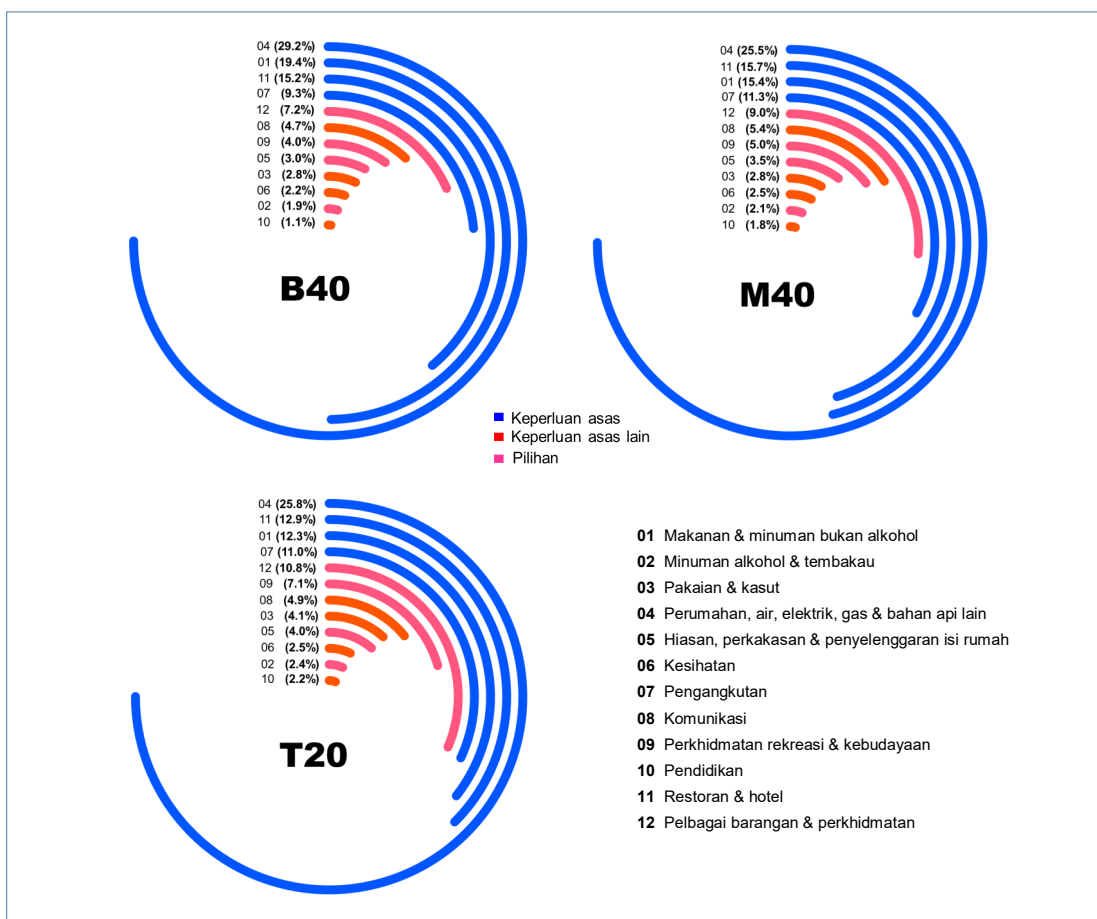 04 (29.2%)
01 (19.4%)
11 (15.2%)
07 (9.3%)
12 (7.2%)
08 (4.7%)
09 (4.0%)
05 (3.0%)
03 (2.8%)
06 (2.2%)
02 (1.9%)
10 (1.1%)
B40
04 (25.5%)
11 (15.7%)
01 (15.4%)
07 (11.3%)
12 (9.0%)
08 (5.4%)
09 (5.0%)
05 (3.5%)
03 (2.8%)
06 (2.5%)
02 (2.1%)
10 (1.8%)
M40
Keperluan asas
Keperluan asas lain
Pilihan
04 (25.8%)
11 (12.9%)
01 (12.3%)
07 (11.0%)
12 (10.8%)
09 (7.1%)
08 (4.9%)
03 (4.1%)
05 (4.0%)
06 (2.5%)
02 (2.4%)
10 (2.2%)
T20
01 Makanan & minuman bukan alkohol
02 Minuman alkohol & tembakau
03 Pakaian & kasut
04 Perumahan, air, elektrik, gas & bahan api lain
05 Hiasan, perkakasan & penyelenggaran isi rumah
06 Kesihatan
07 Pengangkutan
08 Komunikasi
09 Perkhidmatan rekreasi & kebudayaan
10 Pendidikan
11 Restoran & hotel
12 Pelbagai barangan & perkhidmatan